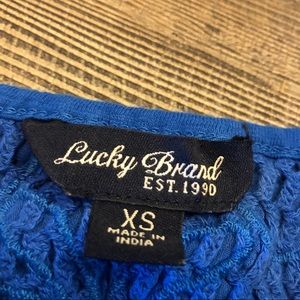 Lucky Brand
EST. 1990
XS
MADE IN
INDIA